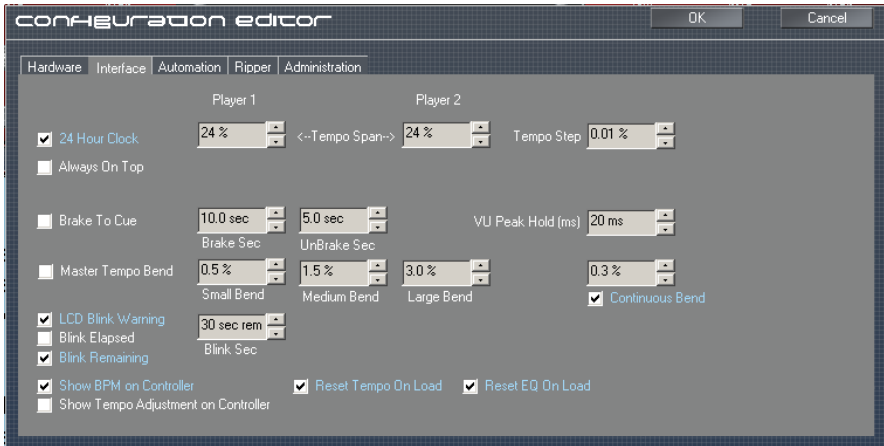 configuration editor
OK Cancel
Hardware Interface Automation Ripper Administration
Player 1 Player 2
24 Hour Clock 24 % <--Tempo Span--> 24 % Tempo Step 0.01 %
Always On Top
Brake To Cue 10.0 sec 5.0 sec VU Peak Hold (ms) 20 ms
Brake Sec UnBrake Sec
Master Tempo Bend 0.5 % 1.5 % 3.0 % 0.3 %
Small Bend Medium Bend Large Bend Continuous Bend
LCD Blink Warning 30 sec rem
Blink Elapsed
Blink Sec
Blink Remaining
Show BPM on Controller Reset Tempo On Load Reset EQ On Load
Show Tempo Adjustment on Controller